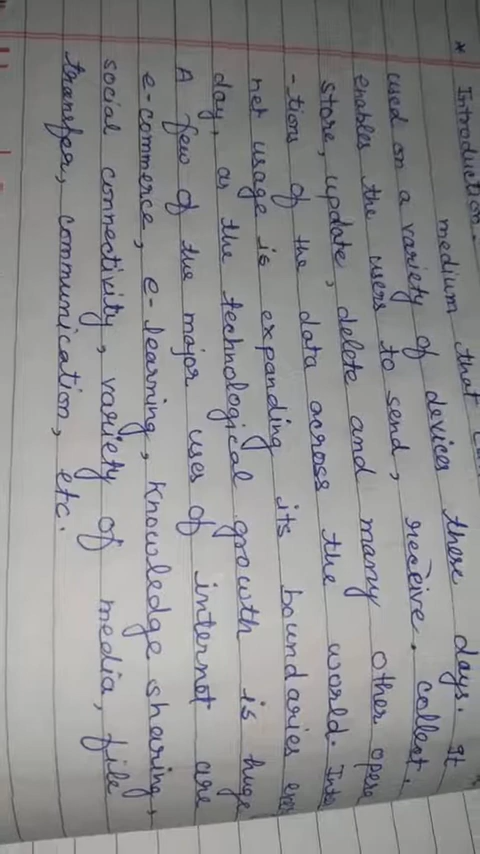 * Introduction.
medium that
used on a variety of devices these days. It
enables the users to send, receive, collect,
store, update, delete and many other opera
-tions of the data across the world. Inter
net usage is expanding its boundaries every
day, as the technological growth is huge
A few of the major uses of internet are
e-commerce, e-learning, knowledge sharing,
social connectivity, variety of media, file
transfer, communication, etc.